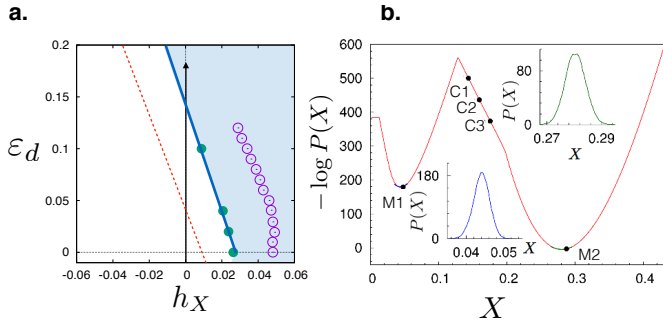 a.
0.2
0.15
0.1
0.05
0
ε_d
-0.06
-0.04
-0.02
0
0.02
0.04
0.06
h_X
b.
600
500
400
300
200
100
0
− log P(X)
0
0.1
0.2
0.3
0.4
X
C1
C2
C3
M1
M2
80
0
P(X)
0.27
0.29
X
180
0
P(X)
0.04
0.05
X